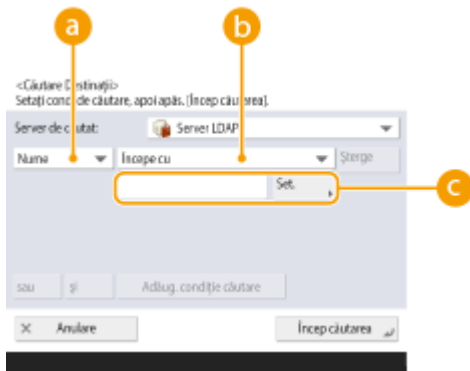 a
b
<Căutare Destinații>
Setați cond. de căutare, apoi apăs. [Încep căutarea].
Server de căutat: Server LDAP
Nume Începe cu Șterge
Set.
c
sau și Adăug. condiție căutare
Anulare Încep căutarea